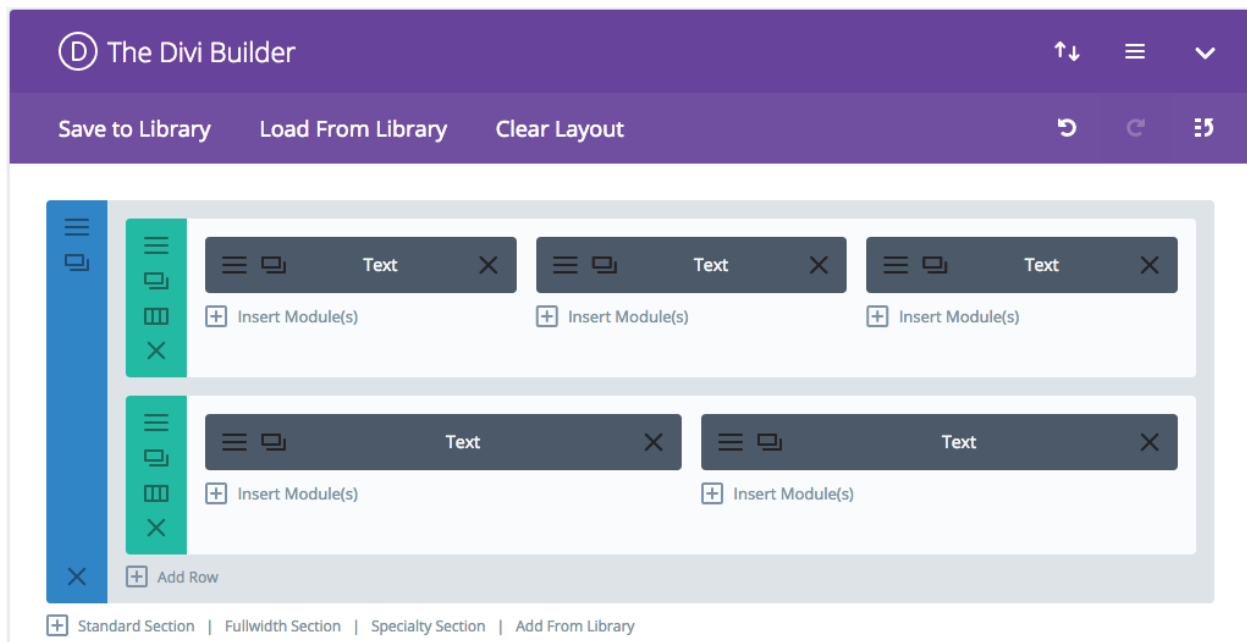 D The Divi Builder
Save to Library Load From Library Clear Layout
Text Text Text
Insert Module(s) Insert Module(s) Insert Module(s)
Text Text
Insert Module(s) Insert Module(s)
Add Row
Standard Section | Fullwidth Section | Specialty Section | Add From Library